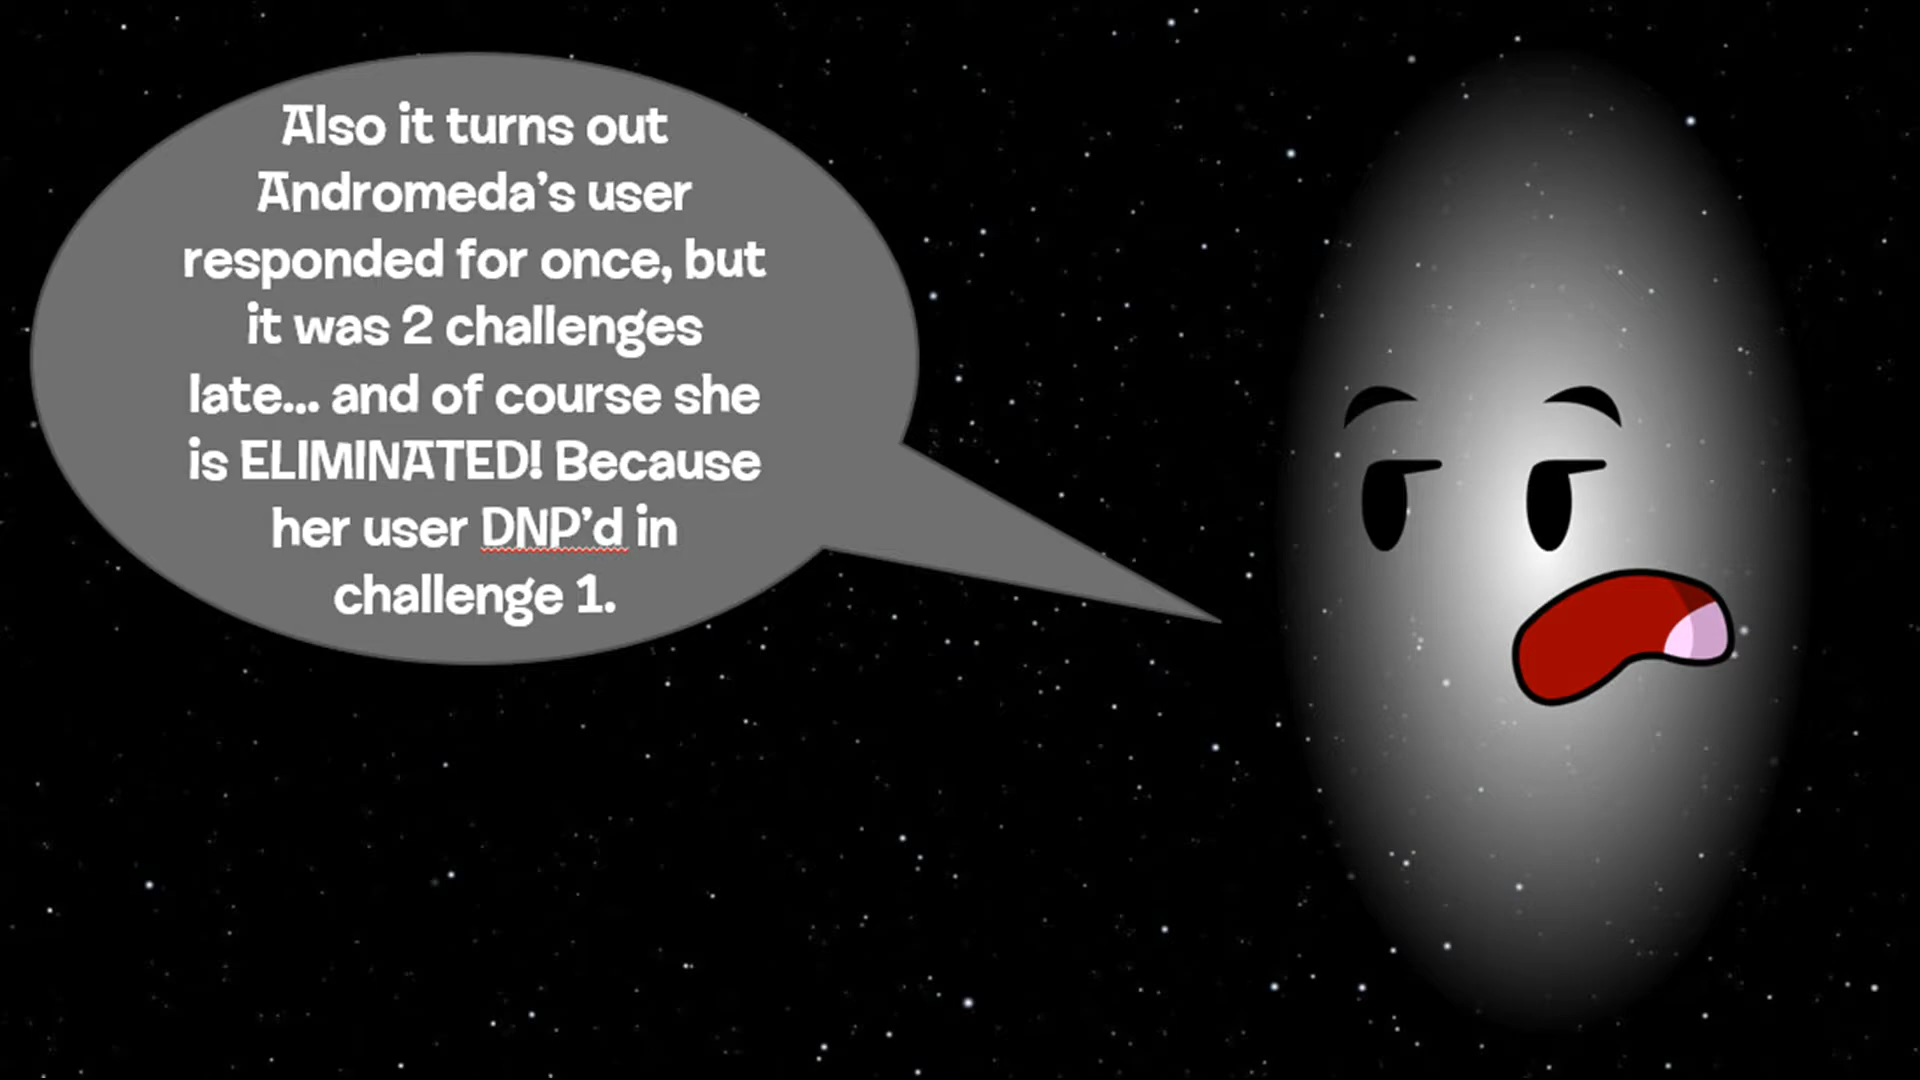 Also it turns out
Andromeda’s user
responded for once, but
it was 2 challenges
late... and of course she
is ELIMINATED! Because
her user DNP’d in
challenge 1.